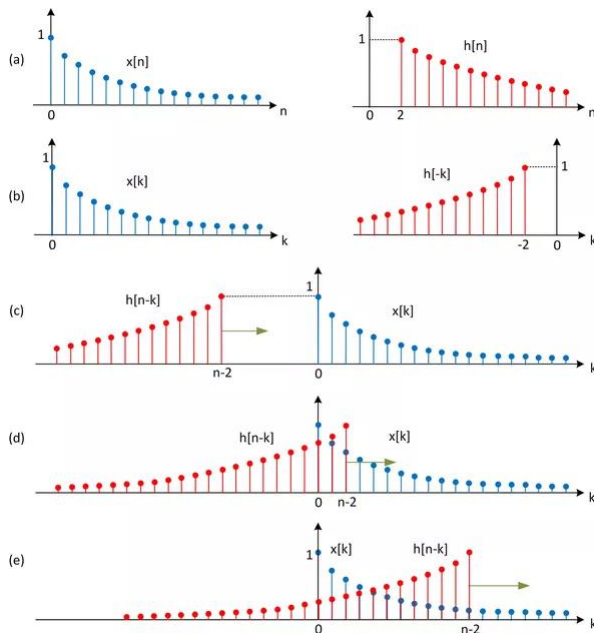 1
x[n]
(a)
0
n
1
h[n]
0
2
n
1
x[k]
(b)
0
k
h[-k]
1
-2
0
k
h[n-k]
1
x[k]
(c)
n-2
0
k
h[n-k]
x[k]
(d)
0
n-2
k
x[k]
h[n-k]
1
(e)
0
n-2
k